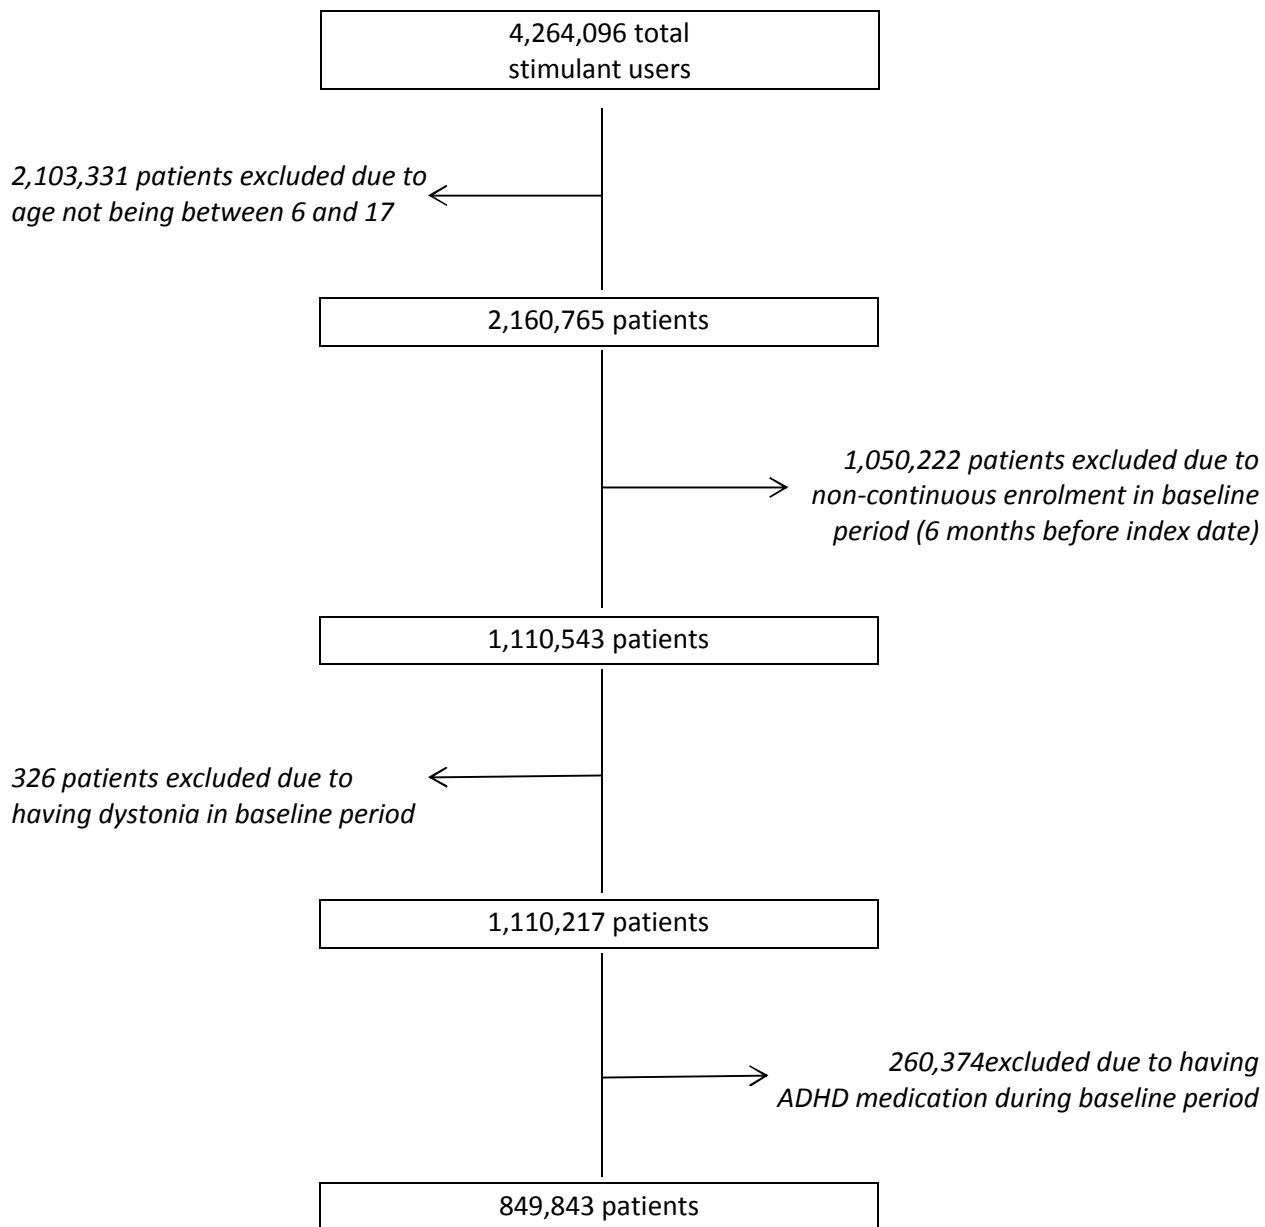 4,264,096 total
stimulant users
2,103,331 patients excluded due to
age not being between 6 and 17
2,160,765 patients
1,050,222 patients excluded due to
non-continuous enrolment in baseline
period (6 months before index date)
1,110,543 patients
326 patients excluded due to
having dystonia in baseline period
1,110,217 patients
260,374excluded due to having
ADHD medication during baseline period
849,843 patients